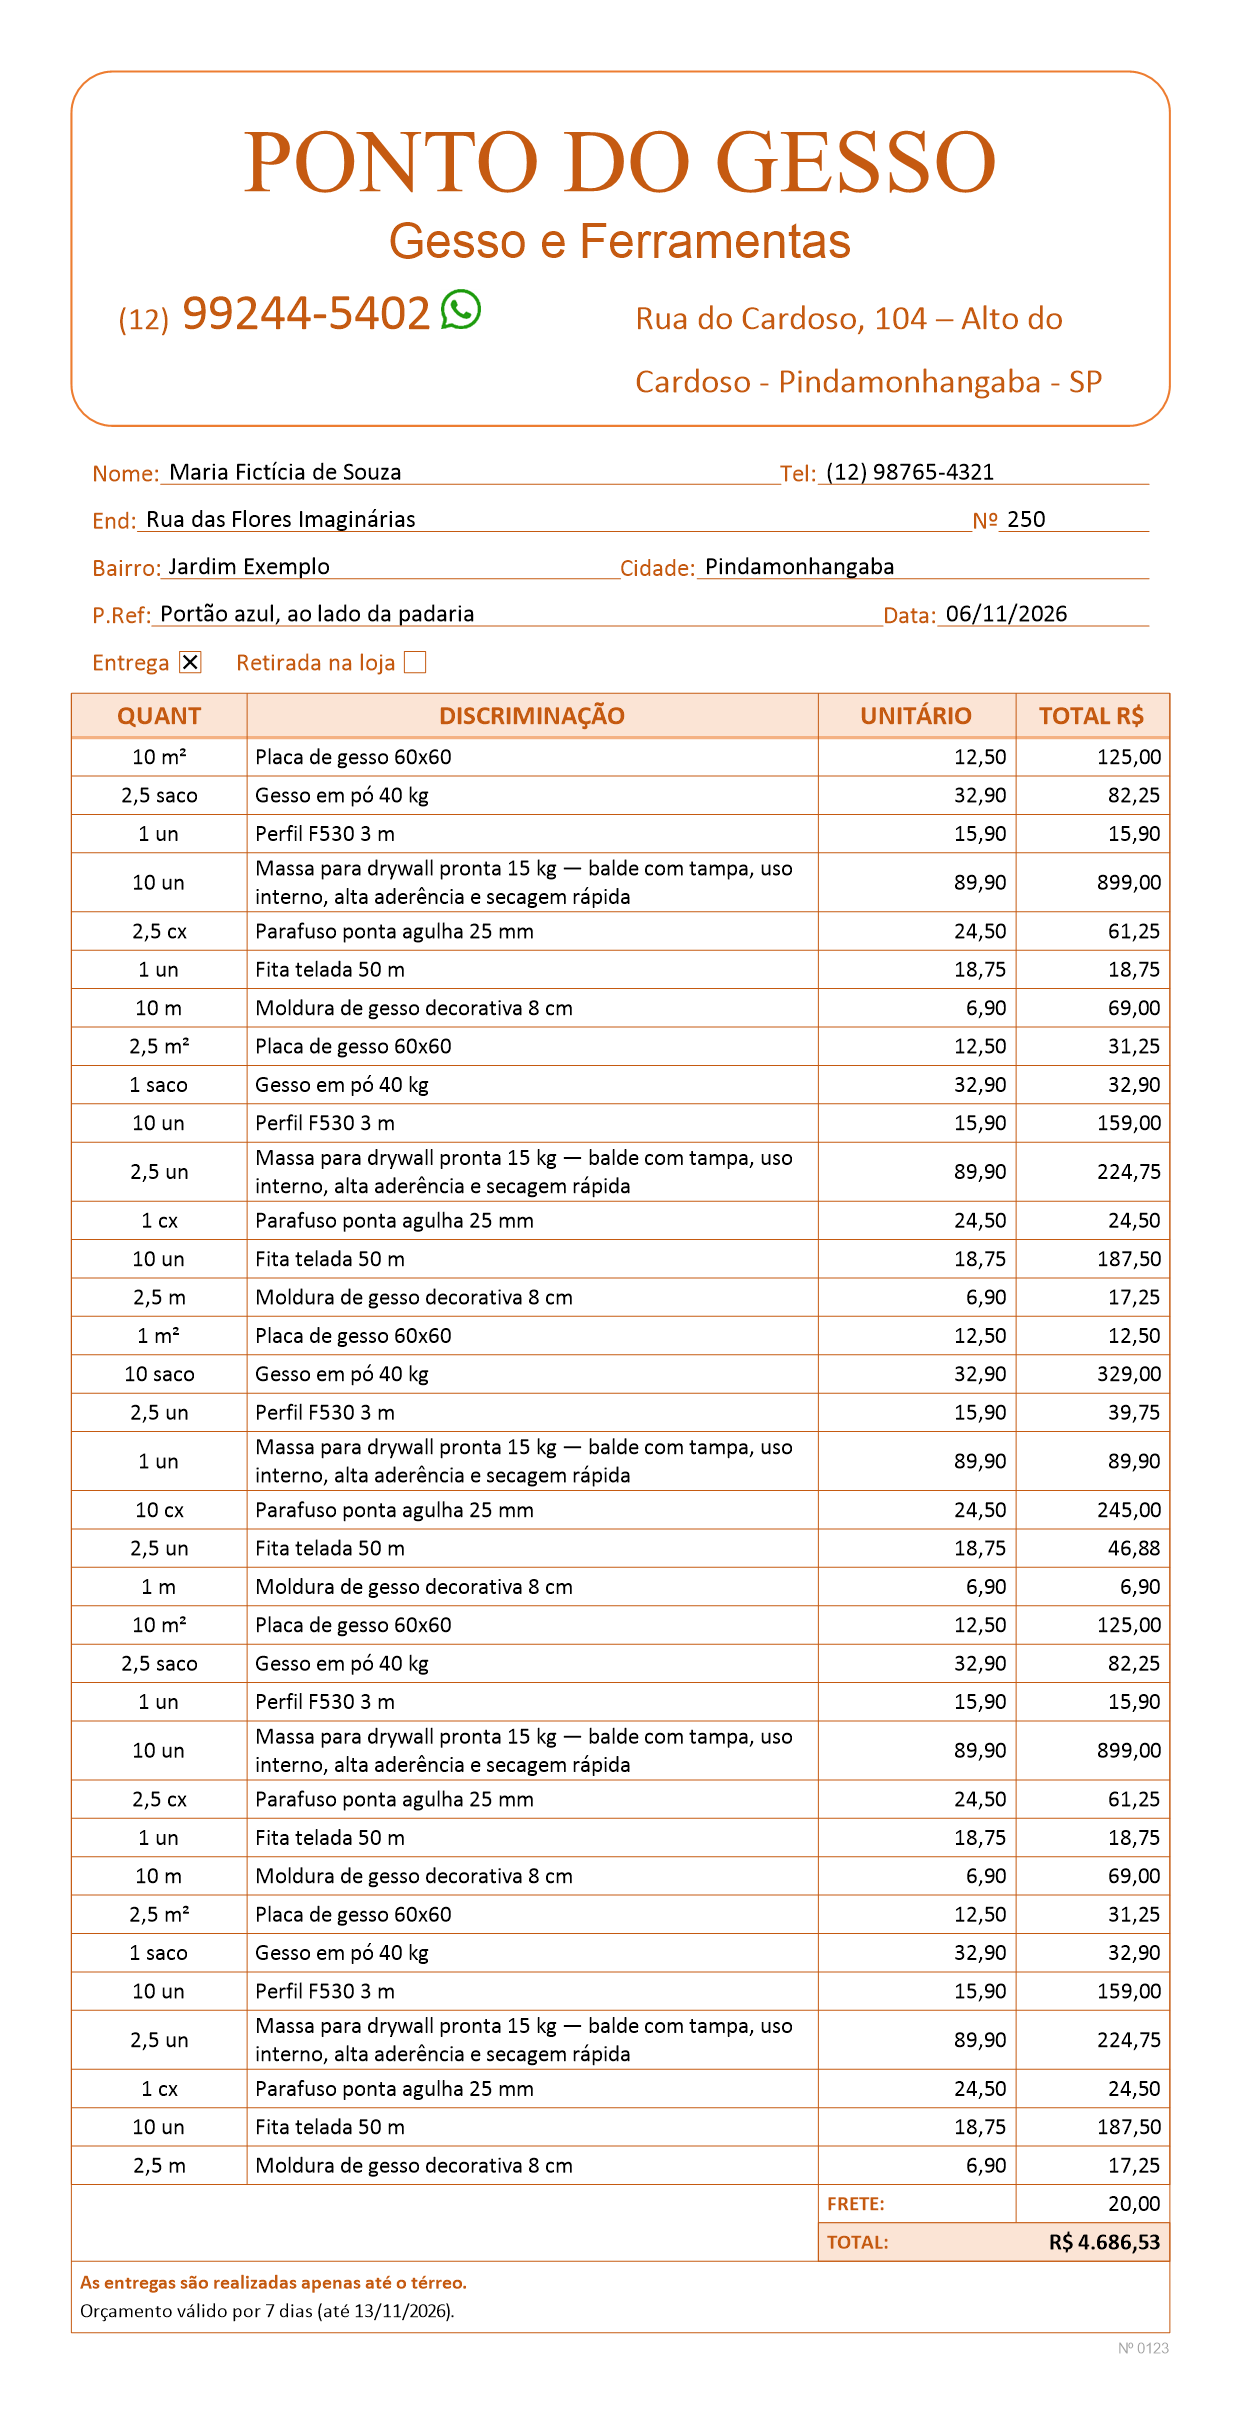 PONTO DO GESSO
Gesso e Ferramentas
(12) 99244-5402
Rua do Cardoso, 104 – Alto do
Cardoso - Pindamonhangaba - SP
Nome: Maria Fictícia de Souza Tel: (12) 98765-4321
End: Rua das Flores Imaginárias Nº 250
Bairro: Jardim Exemplo Cidade: Pindamonhangaba
P.Ref: Portão azul, ao lado da padaria Data: 06/11/2026
Entrega ☒ Retirada na loja ☐
QUANT DISCRIMINAÇÃO UNITÁRIO TOTAL R$
10 m² Placa de gesso 60x60 12,50 125,00
2,5 saco Gesso em pó 40 kg 32,90 82,25
1 un Perfil F530 3 m 15,90 15,90
10 un Massa para drywall pronta 15 kg — balde com tampa, uso
interno, alta aderência e secagem rápida 89,90 899,00
2,5 cx Parafuso ponta agulha 25 mm 24,50 61,25
1 un Fita telada 50 m 18,75 18,75
10 m Moldura de gesso decorativa 8 cm 6,90 69,00
2,5 m² Placa de gesso 60x60 12,50 31,25
1 saco Gesso em pó 40 kg 32,90 32,90
10 un Perfil F530 3 m 15,90 159,00
2,5 un Massa para drywall pronta 15 kg — balde com tampa, uso
interno, alta aderência e secagem rápida 89,90 224,75
1 cx Parafuso ponta agulha 25 mm 24,50 24,50
10 un Fita telada 50 m 18,75 187,50
2,5 m Moldura de gesso decorativa 8 cm 6,90 17,25
1 m² Placa de gesso 60x60 12,50 12,50
10 saco Gesso em pó 40 kg 32,90 329,00
2,5 un Perfil F530 3 m 15,90 39,75
1 un Massa para drywall pronta 15 kg — balde com tampa, uso
interno, alta aderência e secagem rápida 89,90 89,90
10 cx Parafuso ponta agulha 25 mm 24,50 245,00
2,5 un Fita telada 50 m 18,75 46,88
1 m Moldura de gesso decorativa 8 cm 6,90 6,90
10 m² Placa de gesso 60x60 12,50 125,00
2,5 saco Gesso em pó 40 kg 32,90 82,25
1 un Perfil F530 3 m 15,90 15,90
10 un Massa para drywall pronta 15 kg — balde com tampa, uso
interno, alta aderência e secagem rápida 89,90 899,00
2,5 cx Parafuso ponta agulha 25 mm 24,50 61,25
1 un Fita telada 50 m 18,75 18,75
10 m Moldura de gesso decorativa 8 cm 6,90 69,00
2,5 m² Placa de gesso 60x60 12,50 31,25
1 saco Gesso em pó 40 kg 32,90 32,90
10 un Perfil F530 3 m 15,90 159,00
2,5 un Massa para drywall pronta 15 kg — balde com tampa, uso
interno, alta aderência e secagem rápida 89,90 224,75
1 cx Parafuso ponta agulha 25 mm 24,50 24,50
10 un Fita telada 50 m 18,75 187,50
2,5 m Moldura de gesso decorativa 8 cm 6,90 17,25
FRETE: 20,00
TOTAL: R$ 4.686,53
As entregas são realizadas apenas até o térreo.
Orçamento válido por 7 dias (até 13/11/2026).
Nº 0123